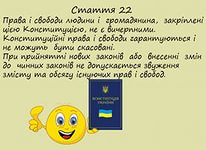 Стаття 22
Права і свободи людини і громадянина, закріплені
цією Конституцією, не є вичерпними.
Конституційні права і свободи гарантуються і
не можуть бути скасовані.
При прийнятті нових законів або внесенні змін
до чинних законів не допускається звуження
змісту та обсягу існуючих прав і свобод.
КОНСТИТУЦІЯ
УКРАЇНИ